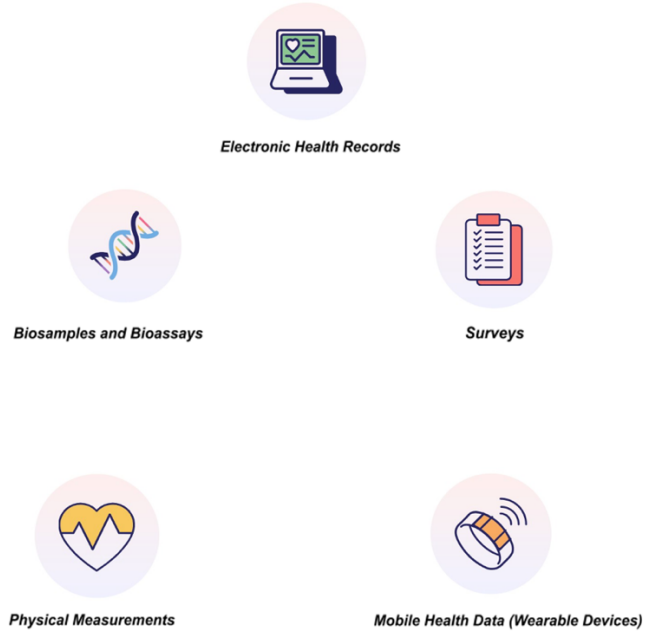 Electronic Health Records
Biosamples and Bioassays
Surveys
Physical Measurements
Mobile Health Data (Wearable Devices)